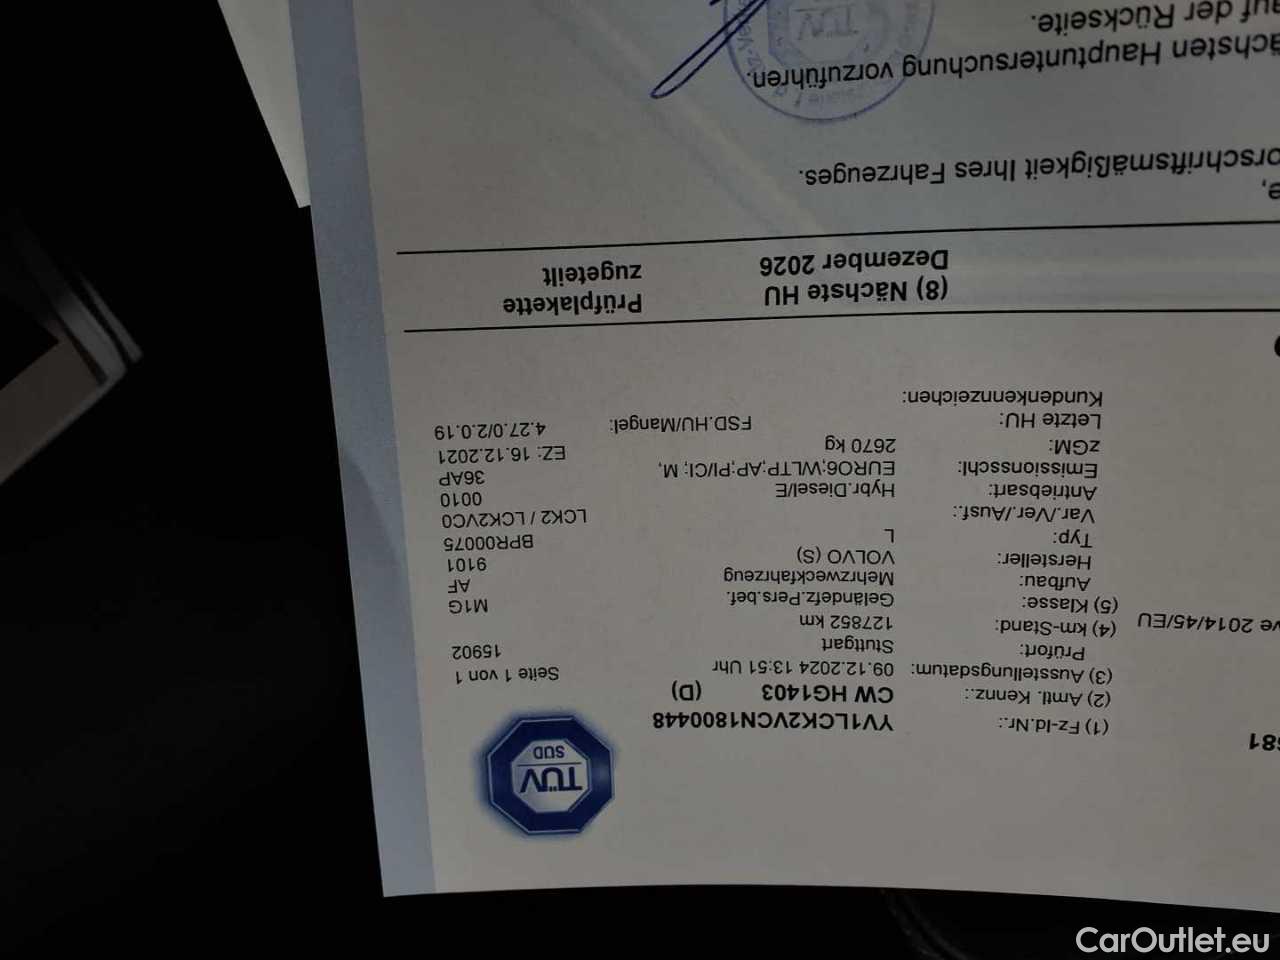 681
TÜV
SÜD
(1) Fz-Id.Nr.: YV1LCK2VCN1800448
(2) Amtl. Kennz.: CW HG1403 (D)
(3) Ausstellungsdatum: 09.12.2024 13:51 Uhr Seite 1 von 1
Prüfort: Stuttgart 15902
ve 2014/45/EU (4) km-Stand: 127852 km
(5) Klasse: Geländefz.Pers.bef. M1G
Aufbau: Mehrzweckfahrzeug AF
Hersteller: VOLVO (S) 9101
Typ: L BPR00075
Var./Ver./Ausf.: LCK2 / LCK2VC0
Antriebsart: Hybr.Diesel/E 0010
Emissionsschl: EURO6;WLTP;AP;PI/CI; M, 36AP
zGM: 2670 kg EZ: 16.12.2021
Letzte HU: FSD.HU/Mangel: 4.27.0/2.0.19
Kundenkennzeichen:
(8) Nächste HU Prüfplakette
Dezember 2026 zugeteilt
e,
orschriftsmäßigkeit Ihres Fahrzeuges.
ächsten Hauptuntersuchung vorzuführen.
auf der Rückseite.
TÜV
CarOutlet.eu